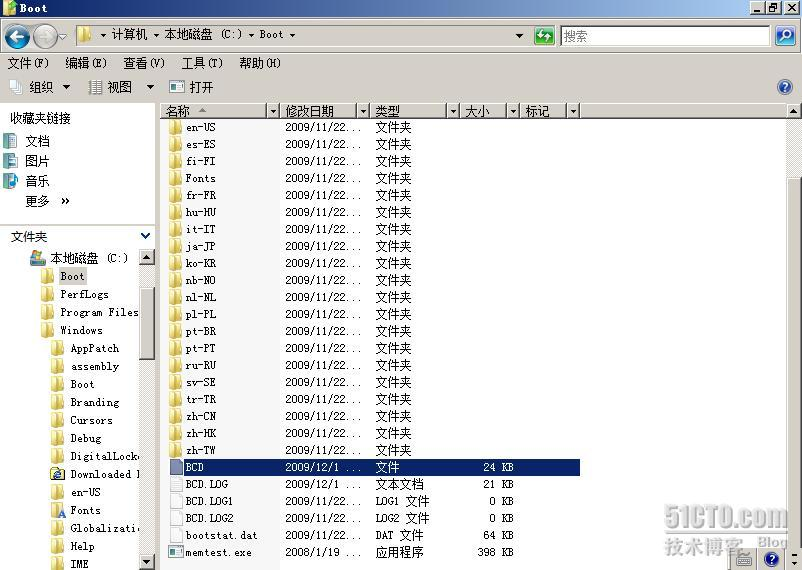 Boot
计算机 本地磁盘 (C:) Boot 搜索
文件(F) 编辑(E) 查看(V) 工具(T) 帮助(H)
组织 视图 打开
收藏夹链接
文档
图片
音乐
更多 »
文件夹
本地磁盘 (C:)
Boot
PerfLogs
Program Files
Windows
AppPatch
assembly
Boot
Branding
Cursors
Debug
DigitalLock
Downloaded
en-US
Fonts
Globalizati
Help
IME
名称 修改日期 类型 大小 标记
en-US 2009/11/22... 文件夹
es-ES 2009/11/22... 文件夹
fi-FI 2009/11/22... 文件夹
Fonts 2009/11/22... 文件夹
fr-FR 2009/11/22... 文件夹
hu-HU 2009/11/22... 文件夹
it-IT 2009/11/22... 文件夹
ja-JP 2009/11/22... 文件夹
ko-KR 2009/11/22... 文件夹
nb-NO 2009/11/22... 文件夹
nl-NL 2009/11/22... 文件夹
pl-PL 2009/11/22... 文件夹
pt-BR 2009/11/22... 文件夹
pt-PT 2009/11/22... 文件夹
ru-RU 2009/11/22... 文件夹
sv-SE 2009/11/22... 文件夹
tr-TR 2009/11/22... 文件夹
zh-CN 2009/11/22... 文件夹
zh-HK 2009/11/22... 文件夹
zh-TW 2009/11/22... 文件夹
BCD 2009/12/1 ... 文件 24 KB
BCD.LOG 2009/12/1 ... 文本文档 21 KB
BCD.LOG1 2009/11/22... LOG1 文件 0 KB
BCD.LOG2 2009/11/22... LOG2 文件 0 KB
bootstat.dat 2009/11/22... DAT 文件 64 KB
memtest.exe 2008/1/19 ... 应用程序 398 KB
51CTO.com
技术博客 Blog